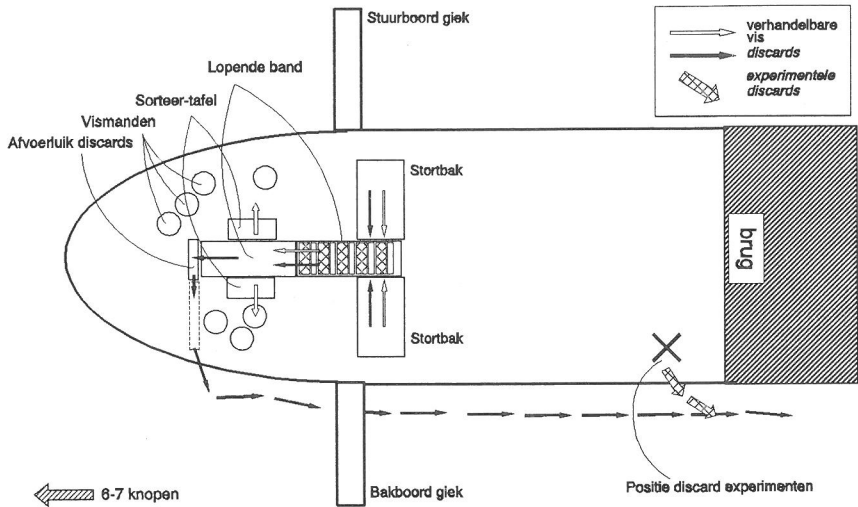 Stuurboord giek
verhandelbare
vis
discards
experimentele
discards
Lopende band
Sorteer-tafel
Vismanden
Afvoerluik discards
Stortbak
brug
Stortbak
6-7 knopen
Bakboord giek
Positie discard experimenten